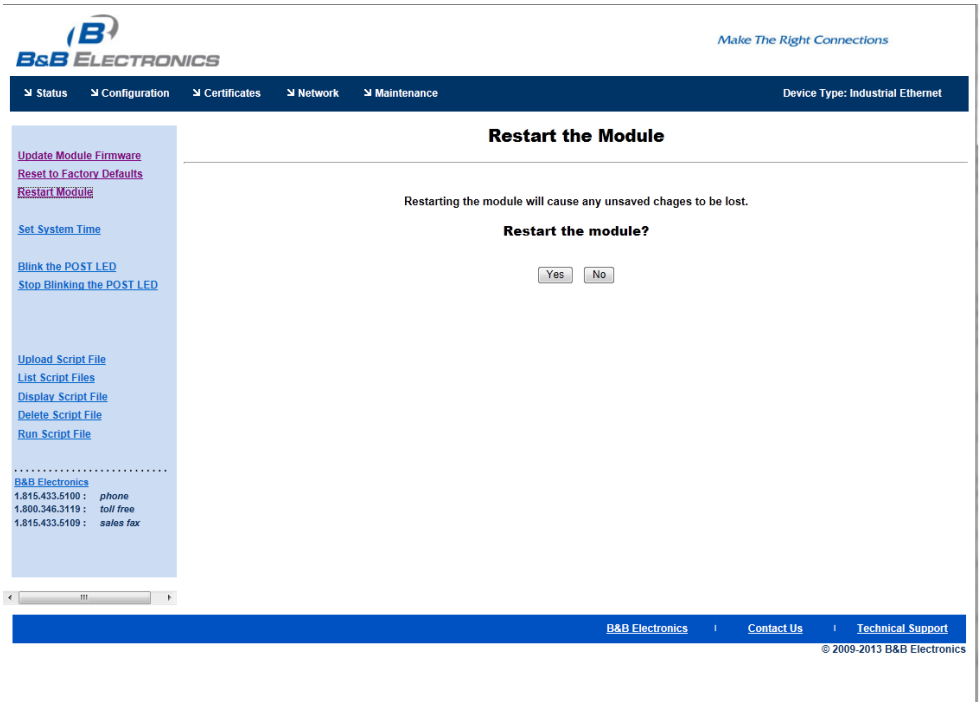 B
B&B ELECTRONICS
Make The Right Connections
Status Configuration Certificates Network Maintenance Device Type: Industrial Ethernet
Update Module Firmware
Reset to Factory Defaults
Restart Module
Set System Time
Blink the POST LED
Stop Blinking the POST LED
Upload Script File
List Script Files
Display Script File
Delete Script File
Run Script File
B&B Electronics
1.815.433.5100 : phone
1.800.346.3119 : toll free
1.815.433.5109 : sales fax
Restart the Module
Restarting the module will cause any unsaved chages to be lost.
Restart the module?
Yes No
B&B Electronics | Contact Us | Technical Support
© 2009-2013 B&B Electronics